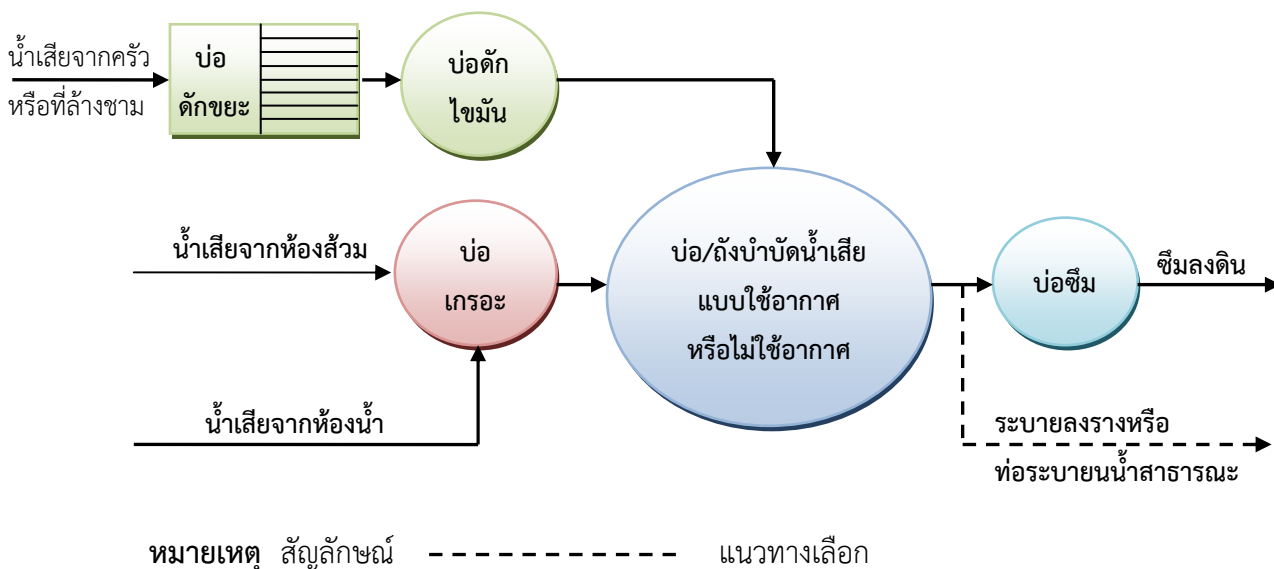 น้ำเสียจากครัว
หรือที่ล้างชาม
บ่อ
ดักขยะ
บ่อดัก
ไขมัน
น้ำเสียจากห้องส้วม
บ่อ
เกรอะ
น้ำเสียจากห้องน้ำ
บ่อ/ถังบำบัดน้ำเสีย
แบบใช้อากาศ
หรือไม่ใช้อากาศ
บ่อซึม
ซึมลงดิน
ระบายลงรางหรือ
ท่อระบายนน้ำสาธารณะ
หมายเหตุ สัญลักษณ์ แนวทางเลือก